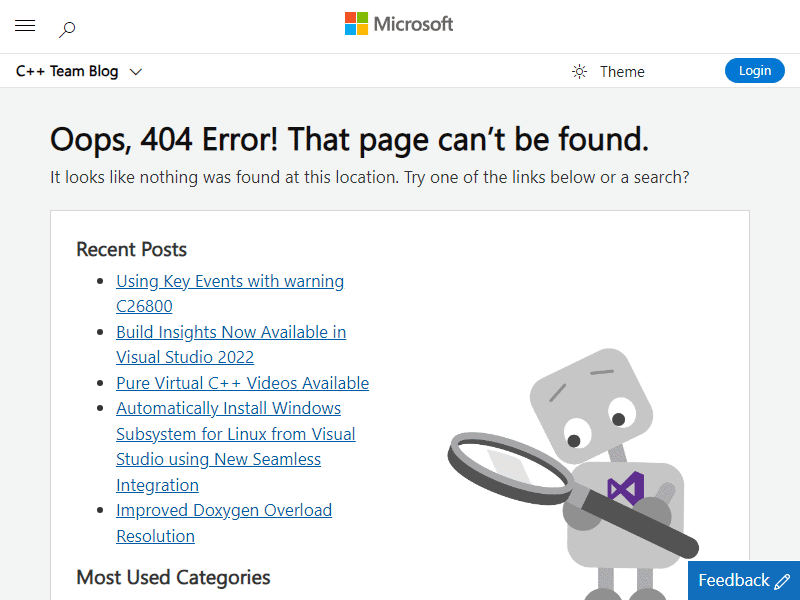 Microsoft
C++ Team Blog
Theme
Login
Oops, 404 Error! That page can’t be found.
It looks like nothing was found at this location. Try one of the links below or a search?
Recent Posts
Using Key Events with warning
C26800
Build Insights Now Available in
Visual Studio 2022
Pure Virtual C++ Videos Available
Automatically Install Windows
Subsystem for Linux from Visual
Studio using New Seamless
Integration
Improved Doxygen Overload
Resolution
Most Used Categories
Feedback